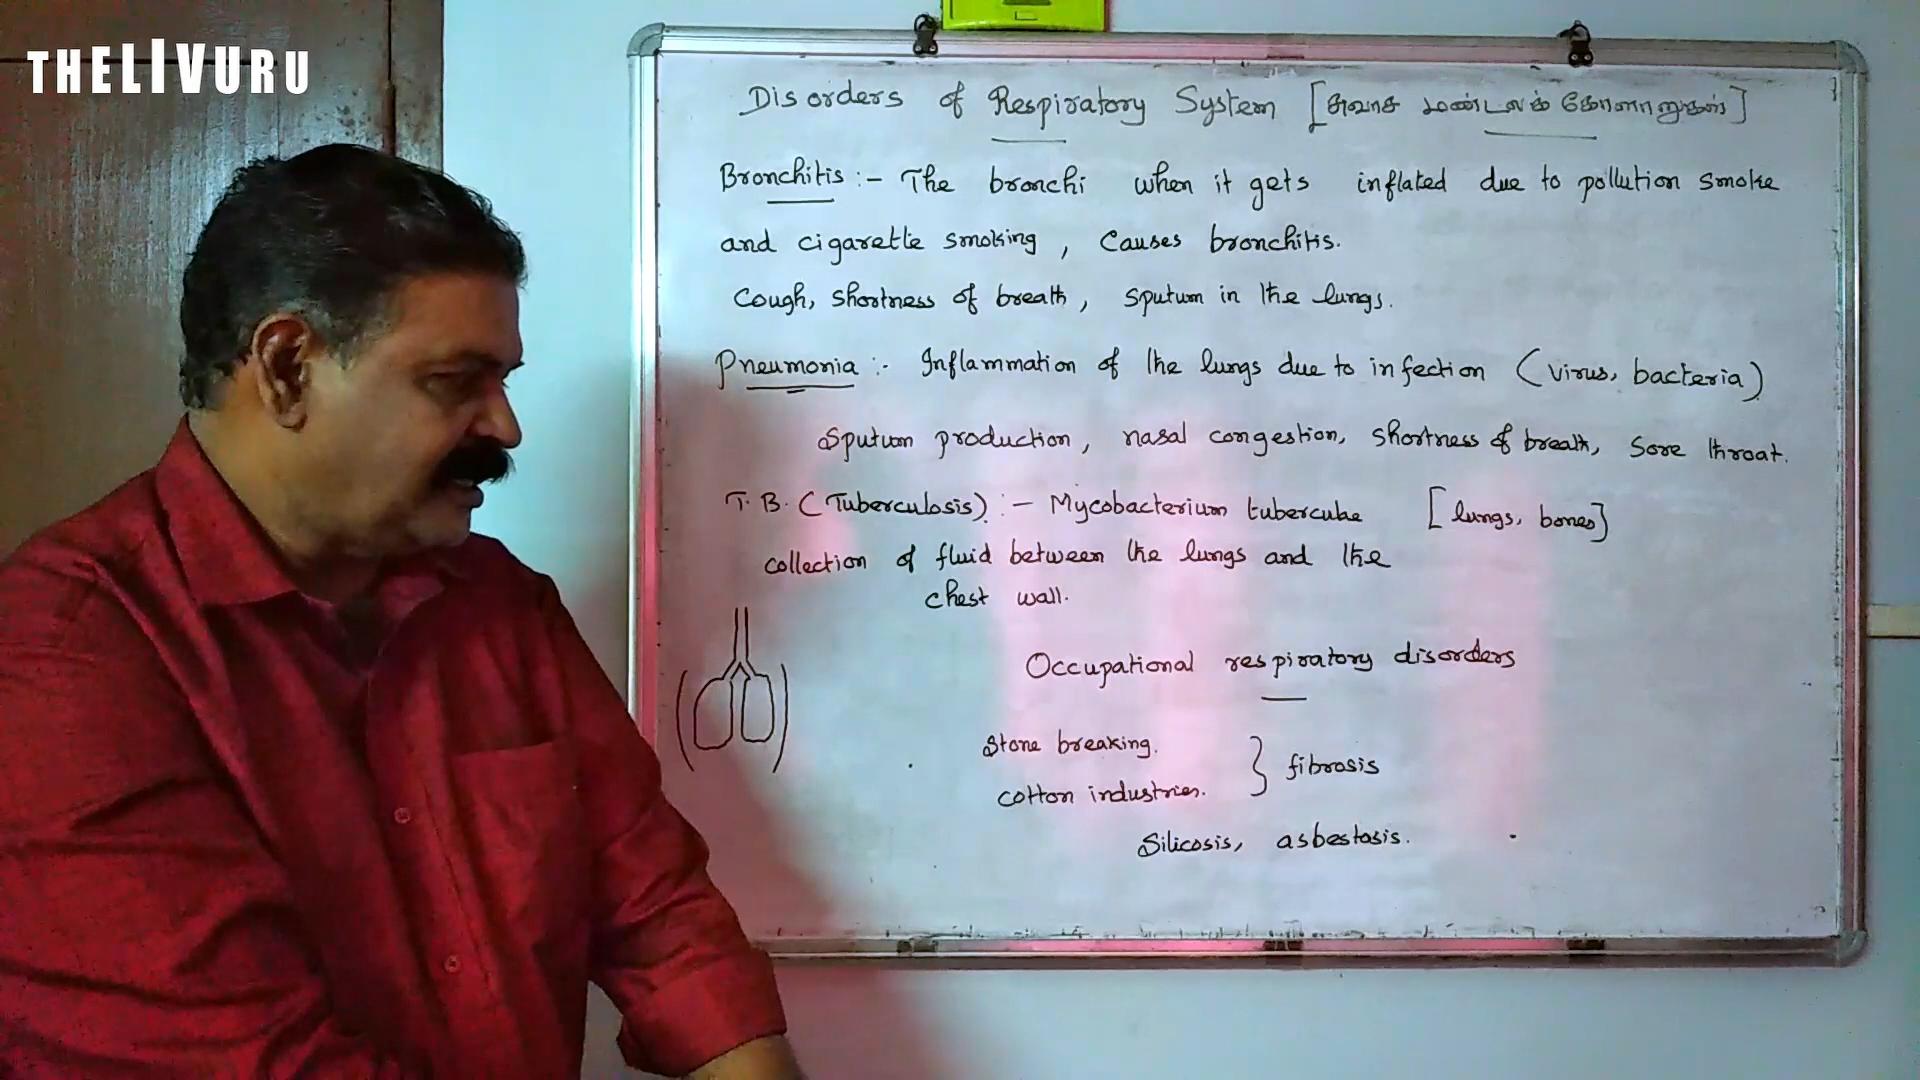 THELIVURU
Disorders of Respiratory System [சுவாச மண்டலக் கோளாறுகள்]
Bronchitis :- The bronchi when it gets inflated due to pollution smoke
and cigarette smoking , causes bronchitis.
Cough, shortness of breath , sputum in the lungs.
Pneumonia :- Inflammation of the lungs due to infection (virus, bacteria)
Sputum production , nasal congestion, shortness of breath, Sore throat.
T.B. (Tuberculosis) :- Mycobacterium tubercube [lungs, bones]
collection of fluid between the lungs and the
chest wall.
Occupational respiratory disorders
Stone breaking.
cotton industries. } fibrosis
Silicosis, asbestosis.